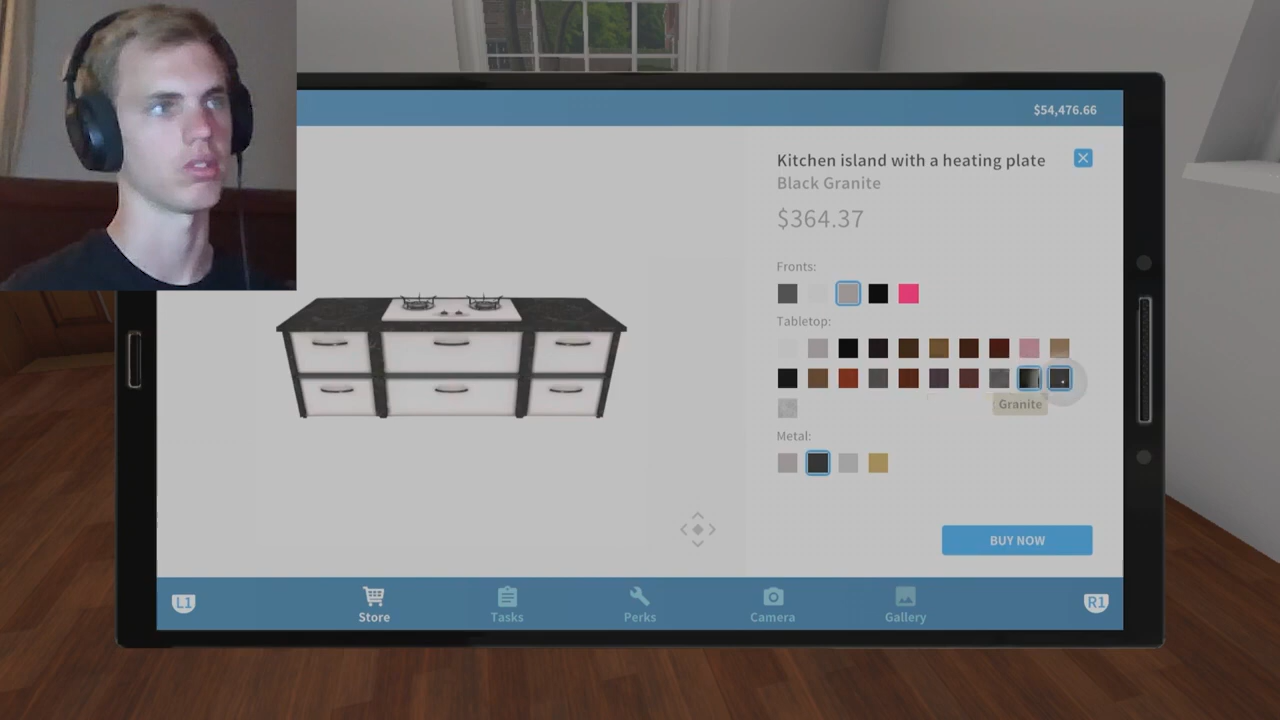 $54,476.66
Kitchen island with a heating plate
Black Granite
$364.37
Fronts:
Tabletop:
Granite
Metal:
BUY NOW
L1
Store
Tasks
Perks
Camera
Gallery
R1